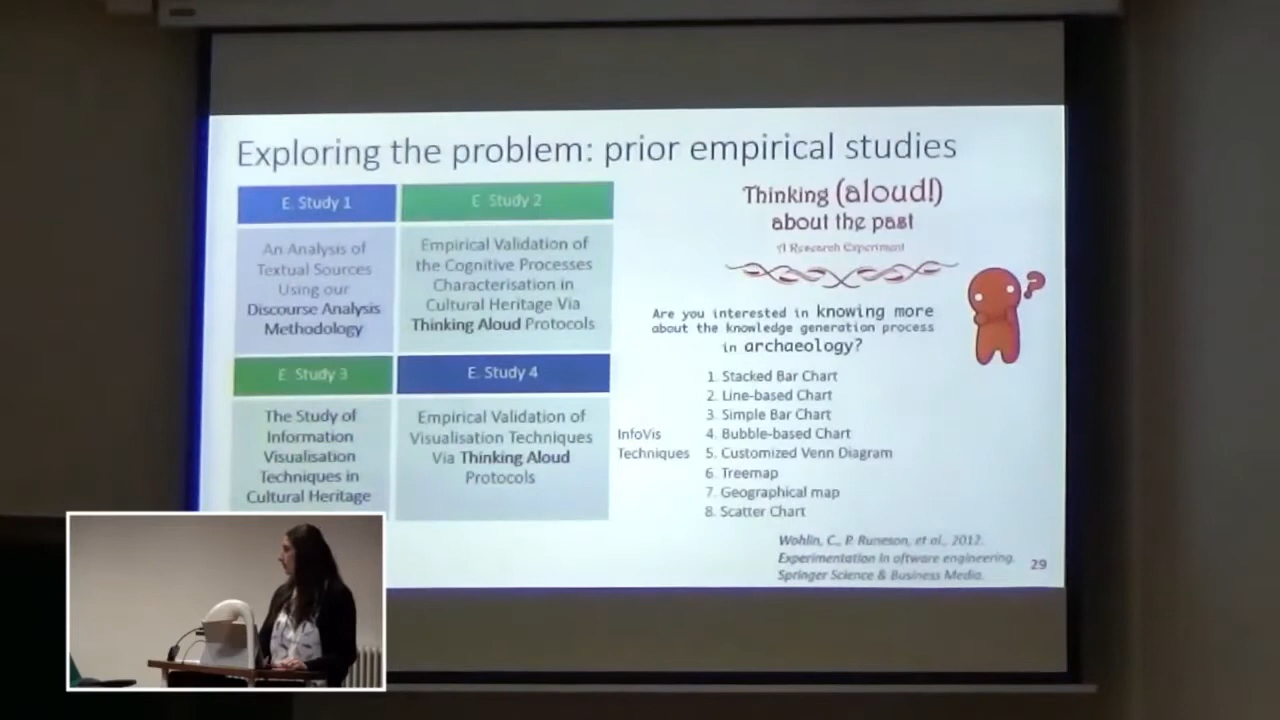 Exploring the problem: prior empirical studies
E. Study 1
An Analysis of
Textual Sources
Using our
Discourse Analysis
Methodology
E. Study 2
Empirical Validation of
the Cognitive Processes
Characterisation in
Cultural Heritage Via
Thinking Aloud Protocols
E. Study 3
The Study of
Information
Visualisation
Techniques in
Cultural Heritage
E. Study 4
Empirical Validation of
Visualisation Techniques
Via Thinking Aloud
Protocols
Thinking (aloud!)
about the past
A Research Experiment
?
Are you interested in knowing more
about the knowledge generation process
in archaeology?
InfoVis
Techniques
1. Stacked Bar Chart
2. Line-based Chart
3. Simple Bar Chart
4. Bubble-based Chart
5. Customized Venn Diagram
6. Treemap
7. Geographical map
8. Scatter Chart
Wohlin, C., P. Runeson, et al., 2012.
Experimentation in oftware engineering.
Springer Science & Business Media.
29